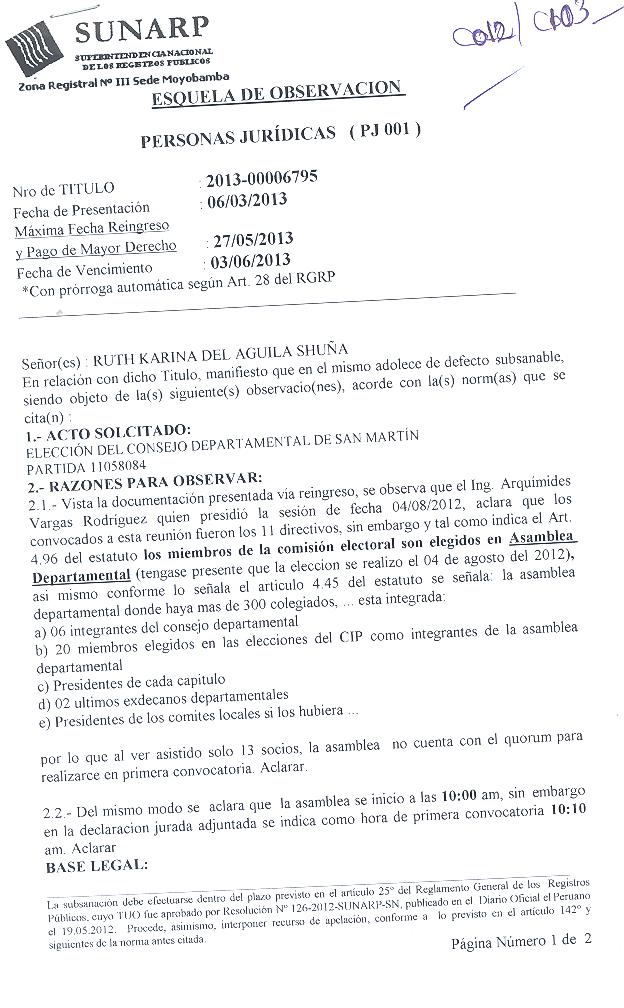 SUNARP
SUPERINTENDENCIA NACIONAL
DE LOS REGISTROS PUBLICOS
Zona Registral Nº III Sede Moyobamba
ESQUELA DE OBSERVACION
PERSONAS JURÍDICAS ( PJ 001 )
Nro de TITULO : 2013-00006795
Fecha de Presentación : 06/03/2013
Máxima Fecha Reingreso
y Pago de Mayor Derecho : 27/05/2013
Fecha de Vencimiento : 03/06/2013
*Con prórroga automática según Art. 28 del RGRP
Señor(es) : RUTH KARINA DEL AGUILA SHUÑA
En relación con dicho Titulo, manifiesto que en el mismo adolece de defecto subsanable,
siendo objeto de la(s) siguiente(s) observacio(nes), acorde con la(s) norm(as) que se
cita(n) :
1.- ACTO SOLCITADO:
ELECCIÓN DEL CONSEJO DEPARTAMENTAL DE SAN MARTÍN
PARTIDA 11058084
2.- RAZONES PARA OBSERVAR:
2.1.- Vista la documentación presentada via reingreso, se observa que el Ing. Arquimides
Vargas Rodríguez quien presidió la sesión de fecha 04/08/2012, aclara que los
convocados a esta reunión fueron los 11 directivos, sin embargo y tal como indica el Art.
4.96 del estatuto los miembros de la comisión electoral son elegidos en Asamblea
Departamental (tengase presente que la eleccion se realizo el 04 de agosto del 2012),
asi mismo conforme lo señala el articulo 4.45 del estatuto se señala: la asamblea
departamental donde haya mas de 300 colegiados, ... esta integrada:
a) 06 integrantes del consejo departamental
b) 20 miembros elegidos en las elecciones del CIP como integrantes de la asamblea
departamental
c) Presidentes de cada capitulo
d) 02 ultimos exdecanos departamentales
e) Presidentes de los comites locales si los hubiera ...
por lo que al ver asistido solo 13 socios, la asamblea no cuenta con el quorum para
realizarce en primera convocatoria. Aclarar.
2.2.- Del mismo modo se aclara que la asamblea se inicio a las 10:00 am, sin embargo
en la declaracion jurada adjuntada se indica como hora de primera convocatoria 10:10
am. Aclarar
BASE LEGAL:
La subsanación debe efectuarse dentro del plazo previsto en el artículo 25º del Reglamento General de los Registros
Públicos, cuyo TUO fue aprobado por Resolución Nº 126-2012-SUNARP-SN, publicado en el Diario Oficial el Peruano
el 19.05.2012. Procede, asimismo, interponer recurso de apelación, conforme a lo previsto en el artículo 142º y
siguientes de la norma antes citada.
Página Número 1 de 2